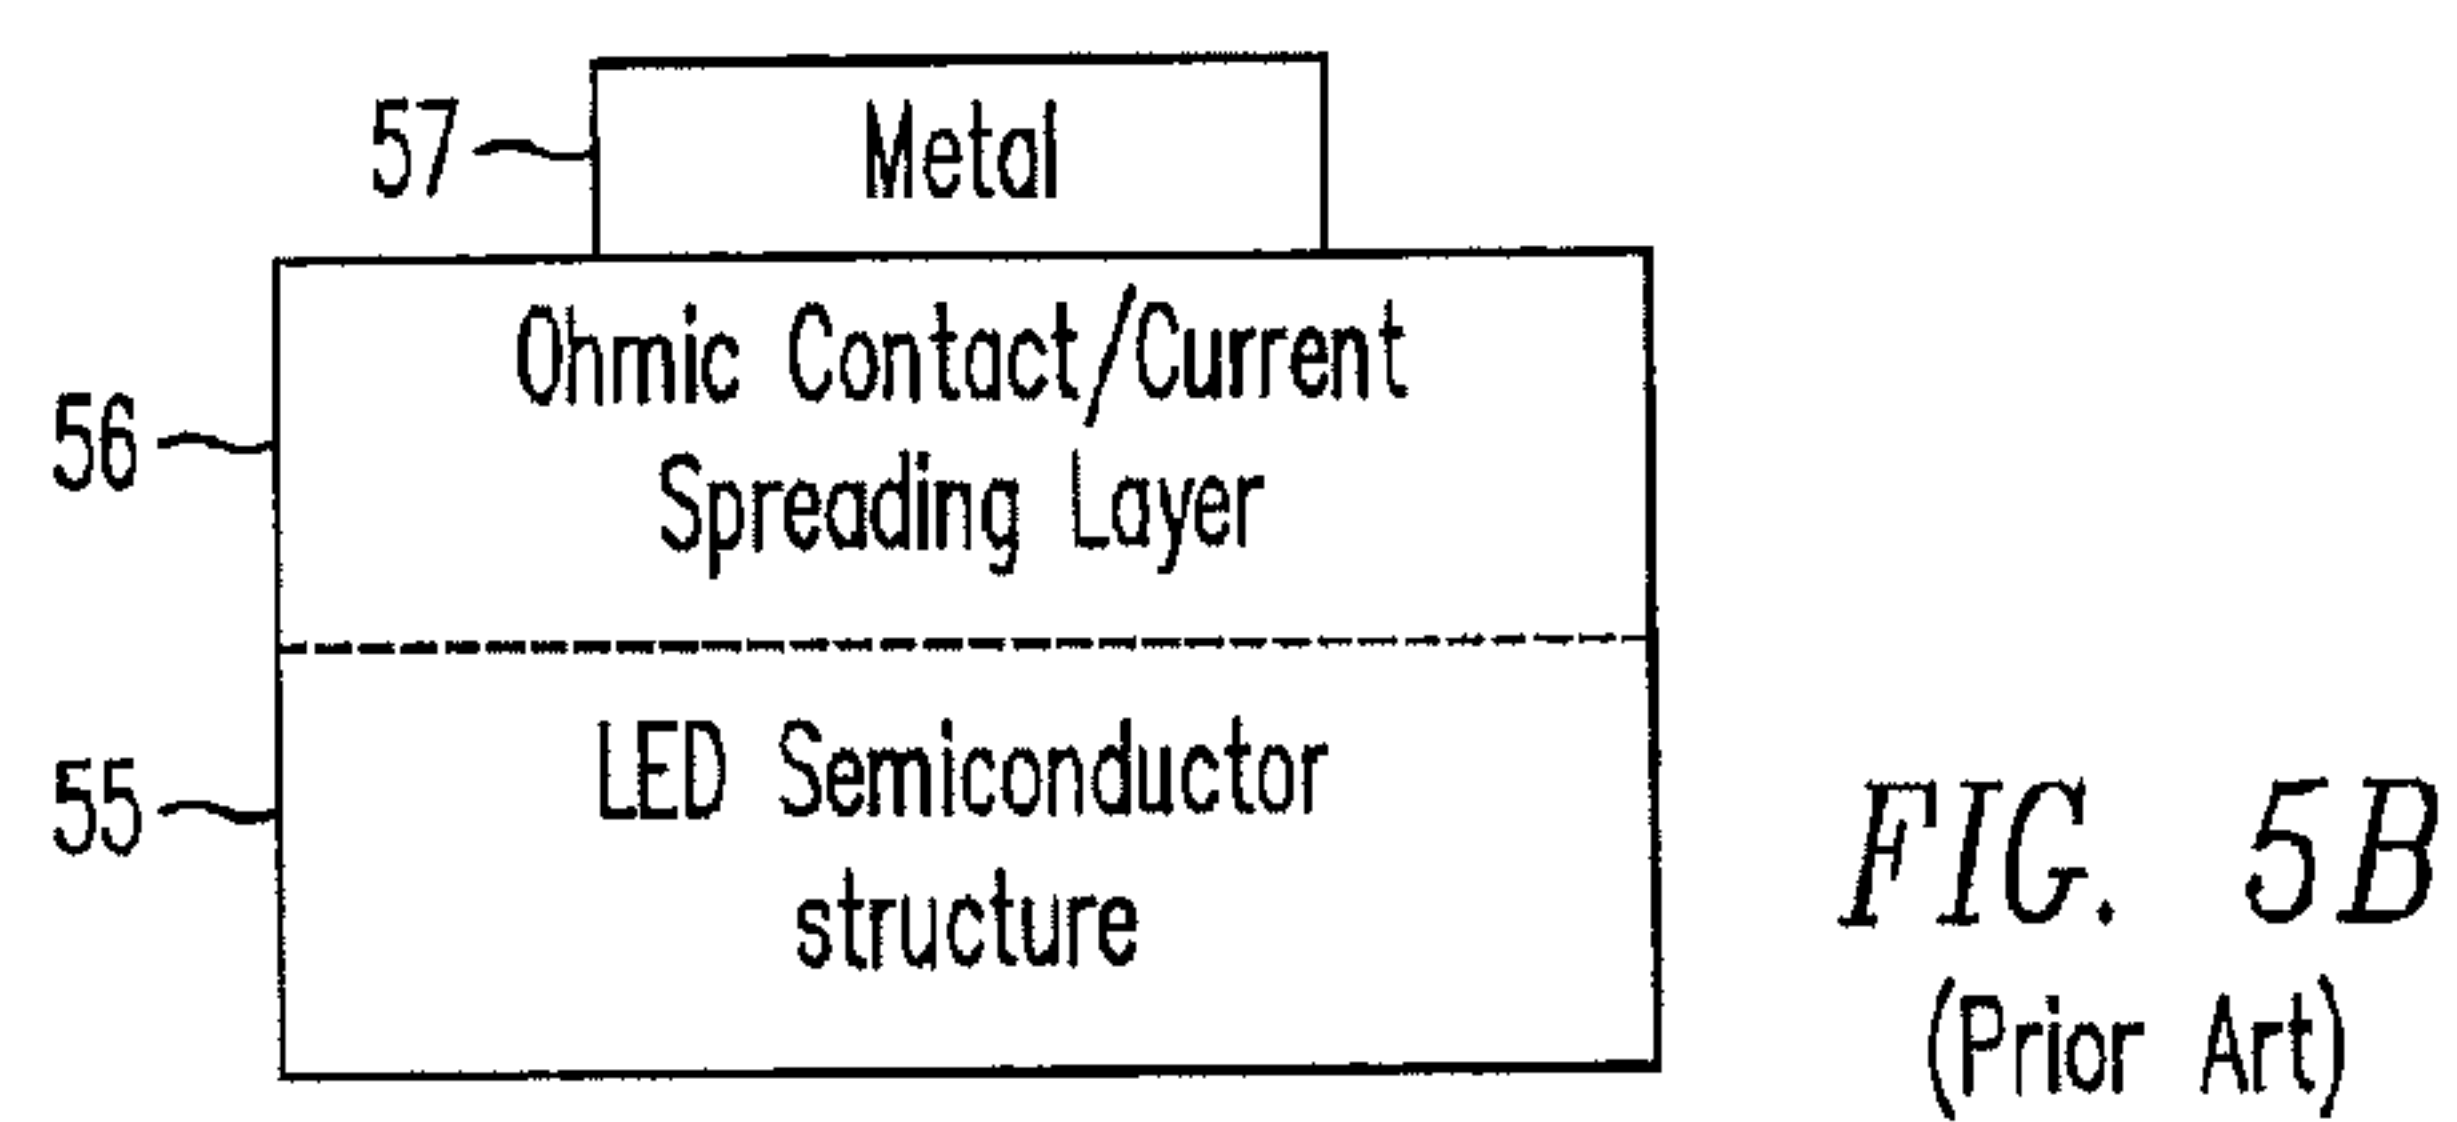 57
Metal
56
Ohmic Contact/Current
Spreading Layer
55
LED Semiconductor
structure
FIG. 5B
(Prior Art)